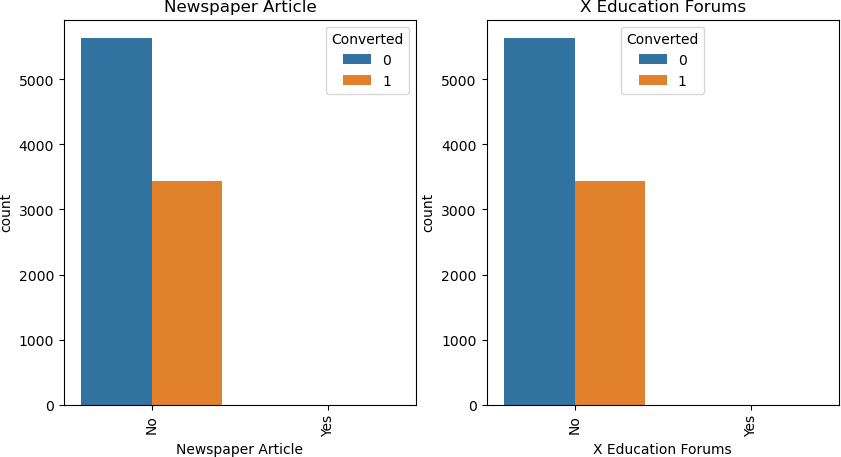 Newspaper Article
Converted
0
1
5000
4000
3000
2000
1000
0
count
No
Yes
Newspaper Article
X Education Forums
Converted
0
1
5000
4000
3000
2000
1000
0
count
No
Yes
X Education Forums